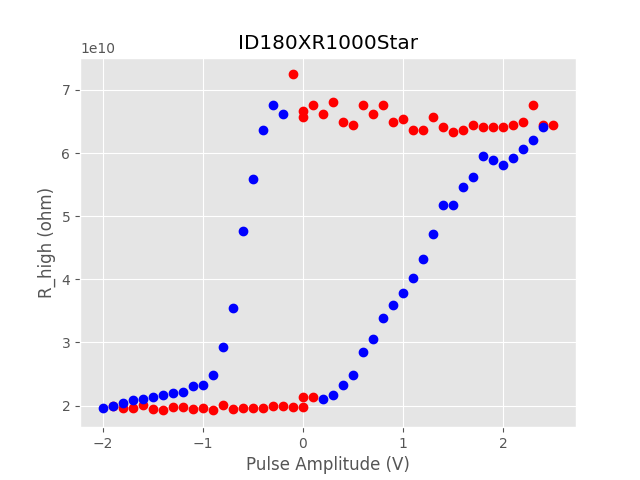 ID180XR1000Star
1e10
7
6
5
4
3
2
R_high (ohm)
−2
−1
0
1
2
Pulse Amplitude (V)